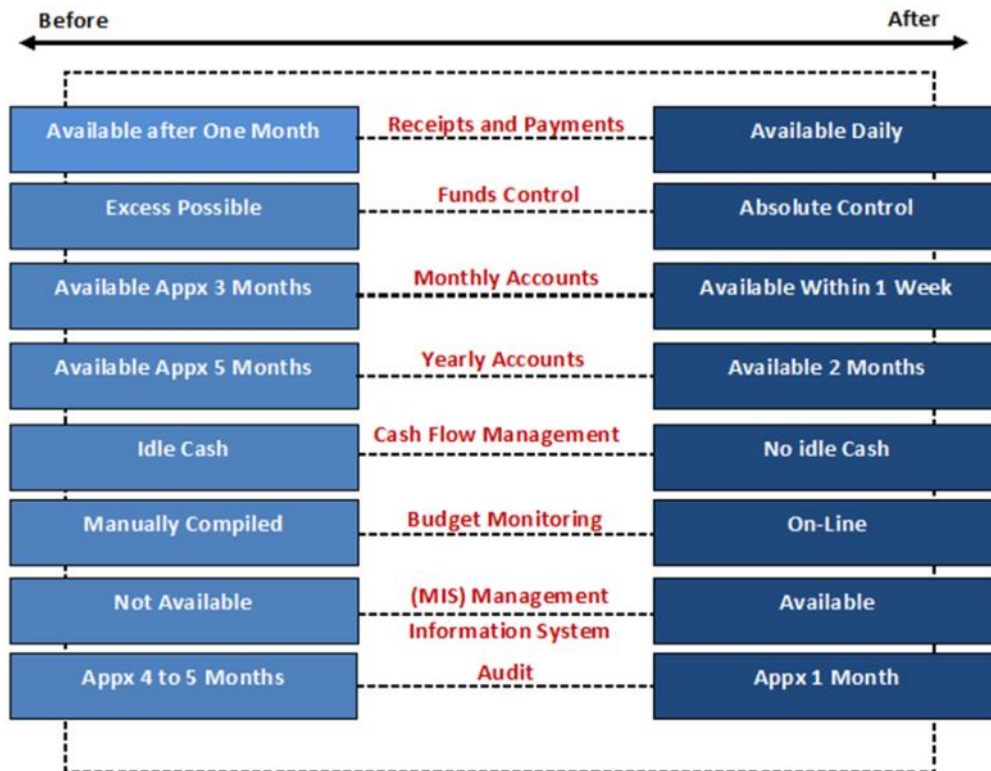 Before
After
Available after One Month
Receipts and Payments
Available Daily
Excess Possible
Funds Control
Absolute Control
Available Appx 3 Months
Monthly Accounts
Available Within 1 Week
Available Appx 5 Months
Yearly Accounts
Available 2 Months
Idle Cash
Cash Flow Management
No idle Cash
Manually Compiled
Budget Monitoring
On-Line
Not Available
(MIS) Management
Information System
Available
Appx 4 to 5 Months
Audit
Appx 1 Month